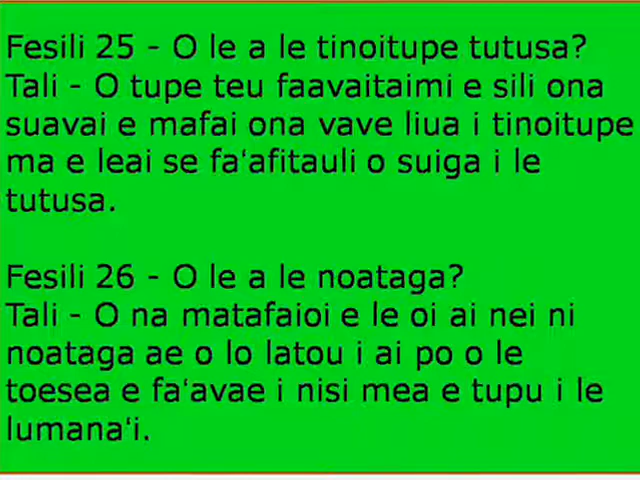 Fesili 25 - O le a le tinoitupe tutusa?
Tali - O tupe teu faavaitaimi e sili ona
suavai e mafai ona vave liua i tinoitupe
ma e leai se fa‛afitauli o suiga i le
tutusa.
Fesili 26 - O le a le noataga?
Tali - O na matafaioi e le oi ai nei ni
noataga ae o lo latou i ai po o le
toesea e fa‛avae i nisi mea e tupu i le
lumana‛i.